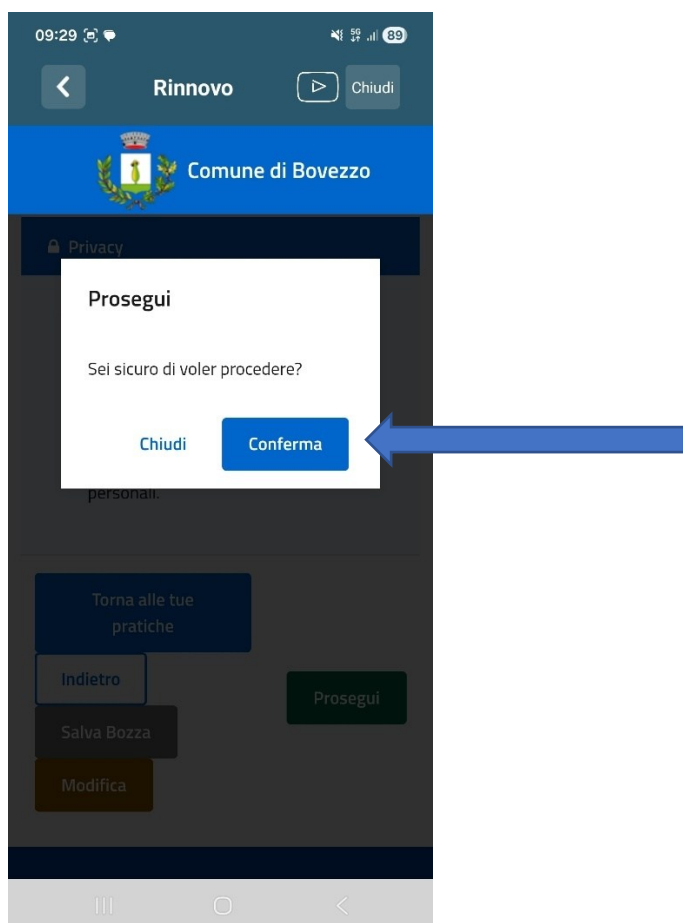 09:29
5G 89
Rinnovo
Chiudi
Comune di Bovezzo
Privacy
Prosegui
Sei sicuro di voler procedere?
Chiudi Conferma
personali.
Torna alle tue
pratiche
Indietro
Prosegui
Salva Bozza
Modifica